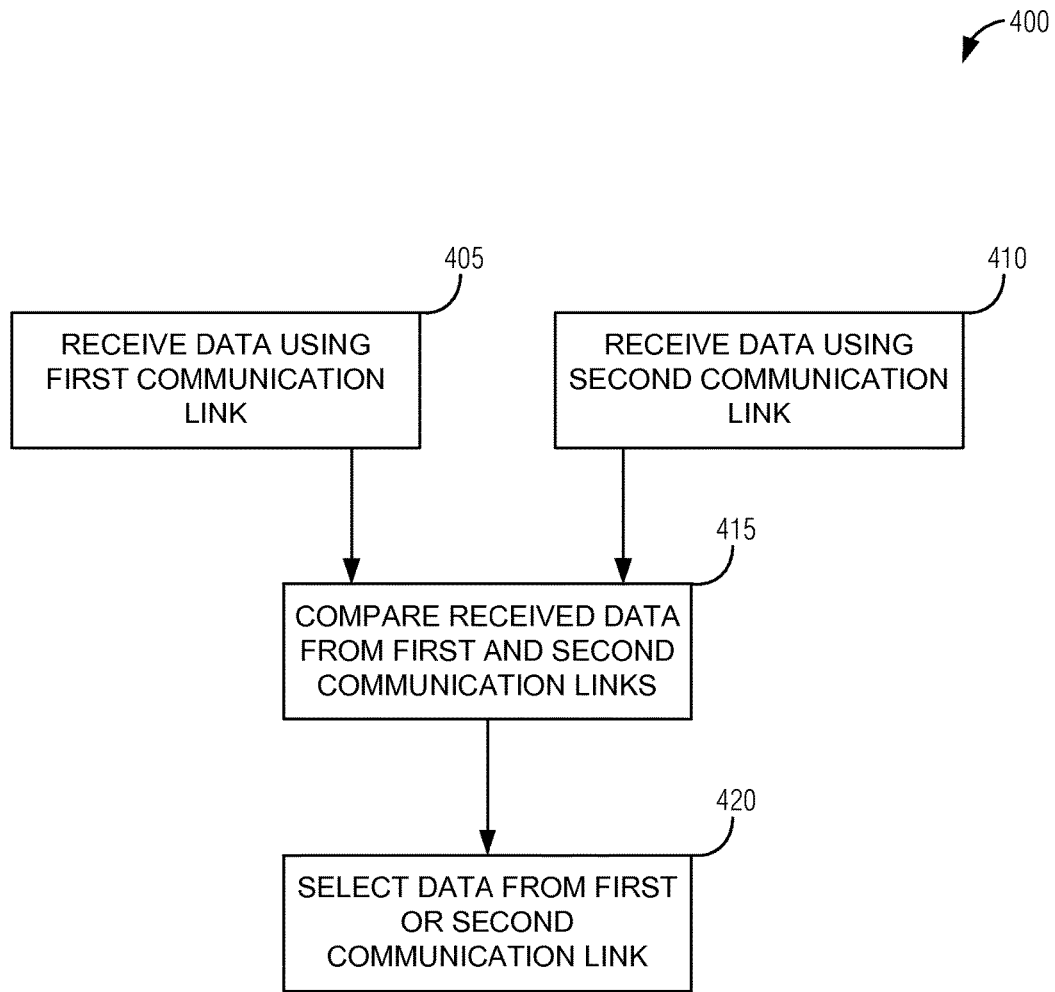 400
405
RECEIVE DATA USING
FIRST COMMUNICATION
LINK
410
RECEIVE DATA USING
SECOND COMMUNICATION
LINK
415
COMPARE RECEIVED DATA
FROM FIRST AND SECOND
COMMUNICATION LINKS
420
SELECT DATA FROM FIRST
OR SECOND
COMMUNICATION LINK